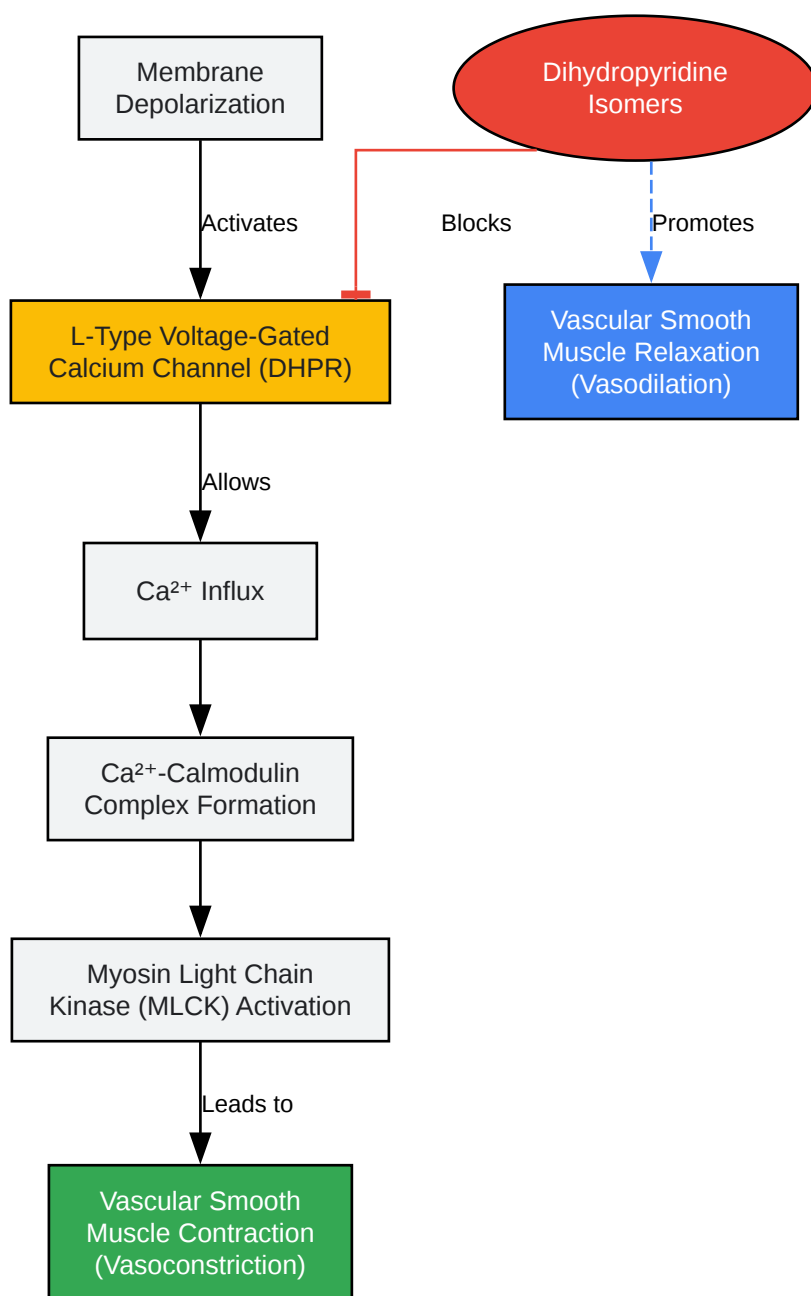 Membrane
Depolarization
Dihydropyridine
Isomers
Activates
Blocks
Promotes
L-Type Voltage-Gated
Calcium Channel (DHPR)
Vascular Smooth
Muscle Relaxation
(Vasodilation)
Allows
Ca²⁺ Influx
Ca²⁺-Calmodulin
Complex Formation
Myosin Light Chain
Kinase (MLCK) Activation
Leads to
Vascular Smooth
Muscle Contraction
(Vasoconstriction)